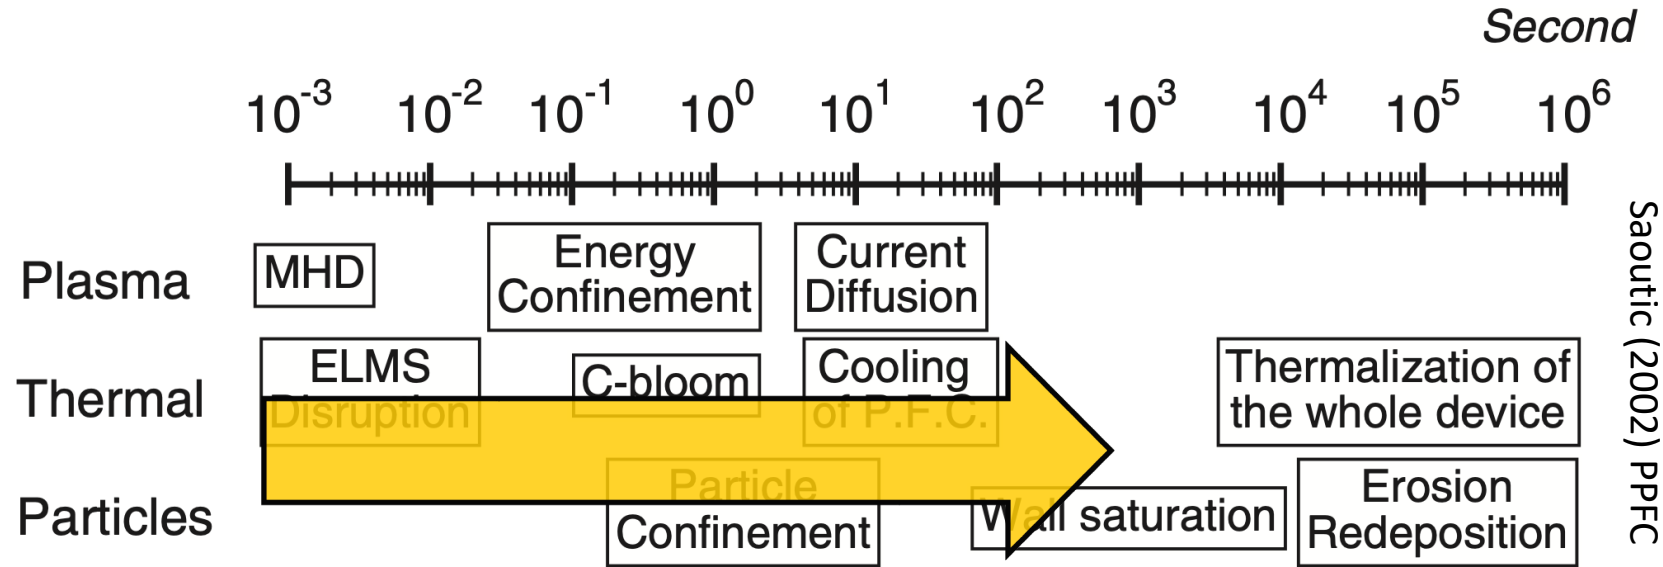 Second
10-3 10-2 10-1 100 101 102 103 104 105 106
Plasma
MHD
Energy
Confinement
Current
Diffusion
Thermal
ELMS
Disruption
C-bloom
Cooling
of P.F.C.
Thermalization of
the whole device
Particles
Particle
Confinement
Wall saturation
Erosion
Redeposition
Saoutic (2002) PPFC